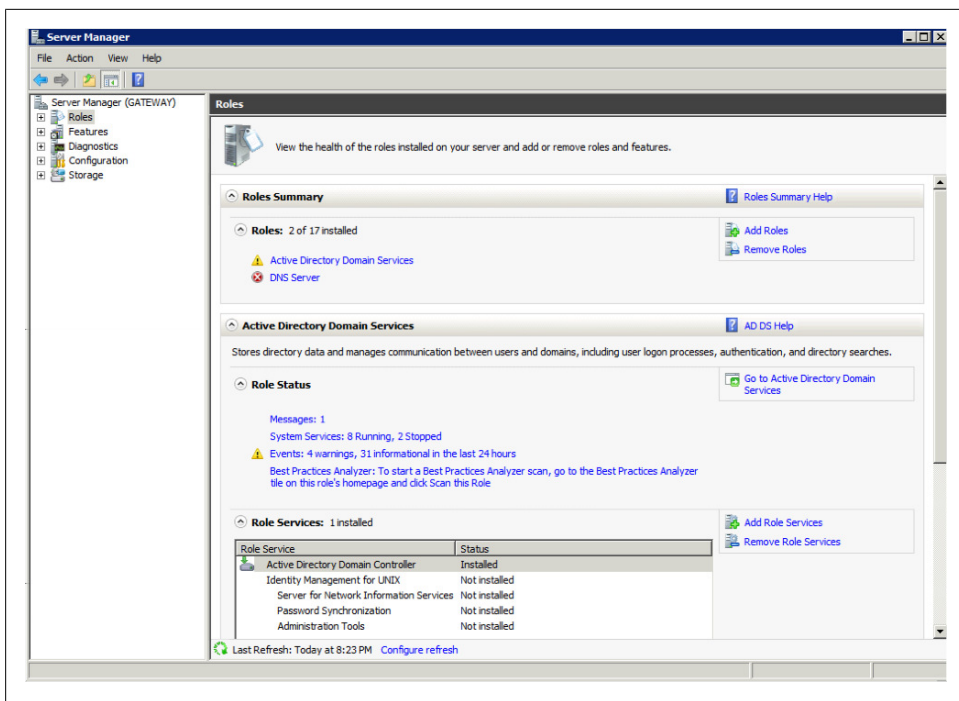 Server Manager
File Action View Help
Server Manager (GATEWAY)
Roles
Features
Diagnostics
Configuration
Storage
Roles
View the health of the roles installed on your server and add or remove roles and features.
Roles Summary
Roles Summary Help
Roles: 2 of 17 installed
Add Roles
Remove Roles
Active Directory Domain Services
DNS Server
Active Directory Domain Services
AD DS Help
Stores directory data and manages communication between users and domains, including user logon processes, authentication, and directory searches.
Role Status
Go to Active Directory Domain
Services
Messages: 1
System Services: 8 Running, 2 Stopped
Events: 4 warnings, 31 informational in the last 24 hours
Best Practices Analyzer: To start a Best Practices Analyzer scan, go to the Best Practices Analyzer
tile on this role's homepage and click Scan this Role
Role Services: 1 installed
Add Role Services
Remove Role Services
Role Service Status
Active Directory Domain Controller Installed
Identity Management for UNIX Not installed
Server for Network Information Services Not installed
Password Synchronization Not installed
Administration Tools Not installed
Last Refresh: Today at 8:23 PM Configure refresh